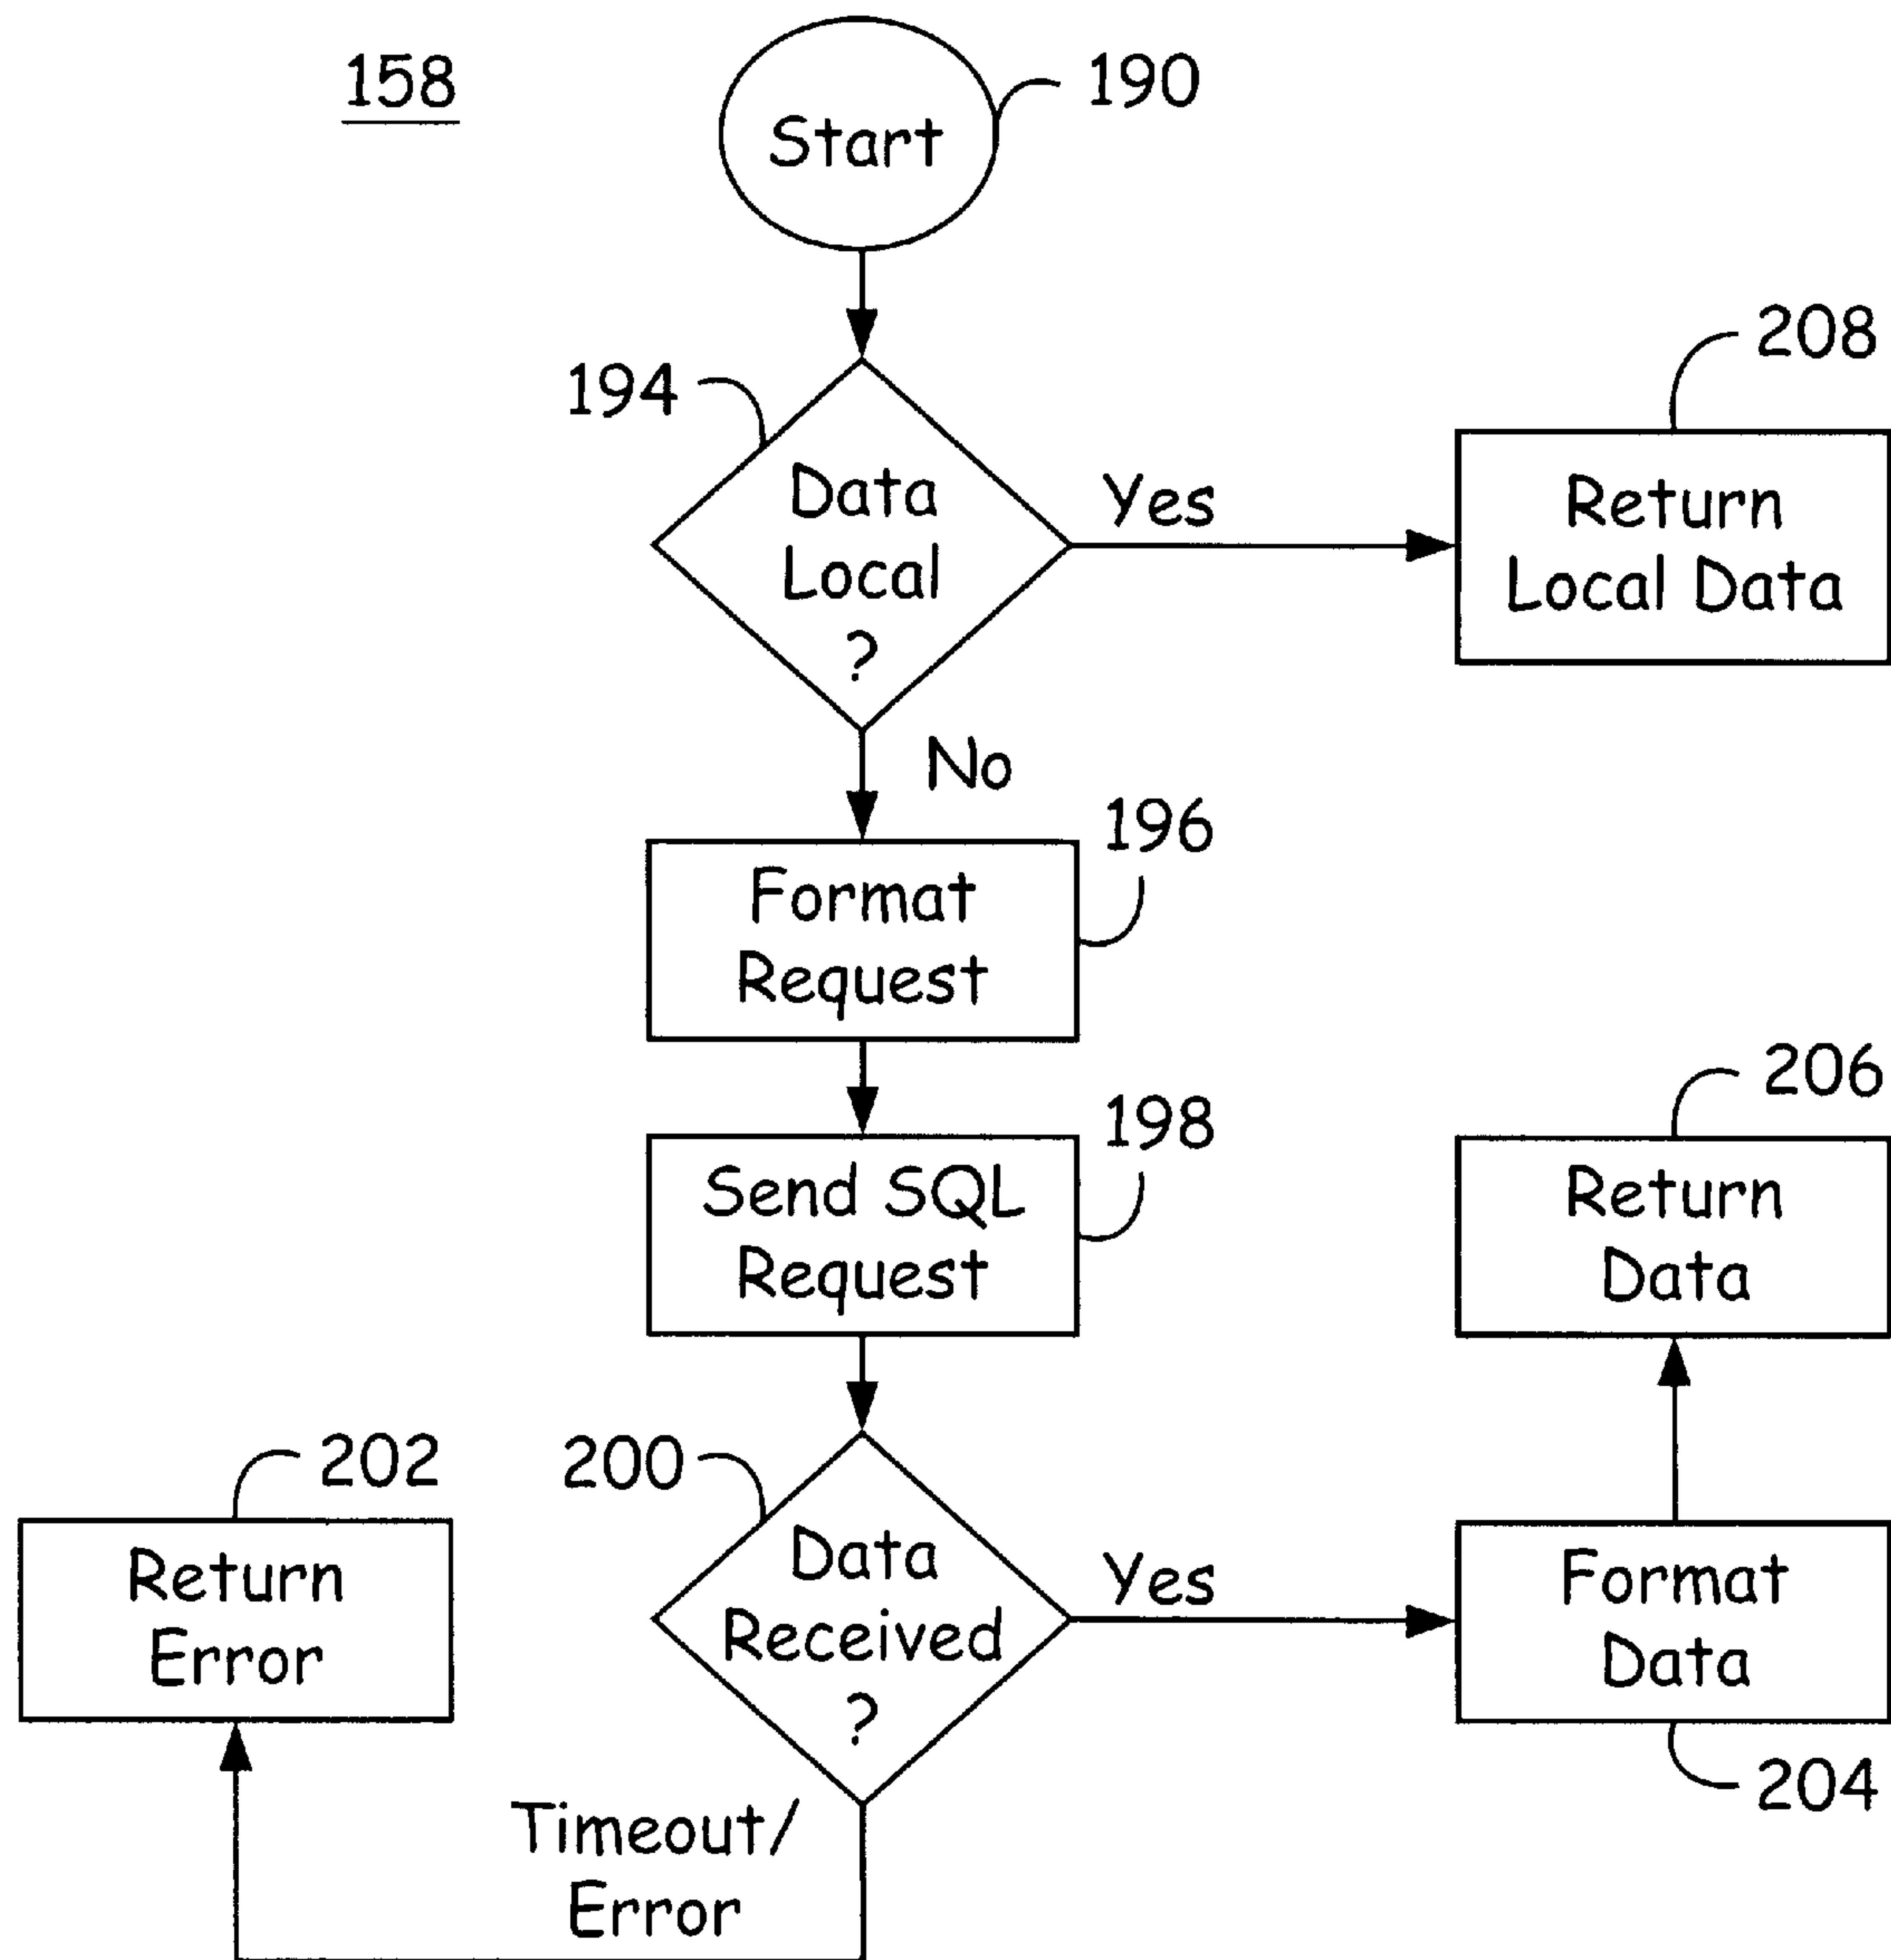 158
Start
190
194
Data
Local
?
Yes
208
Return
Local Data
No
196
Format
Request
198
Send SQL
Request
206
Return
Data
202
Return
Error
200
Data
Received
?
Yes
Format
Data
204
Timeout/
Error